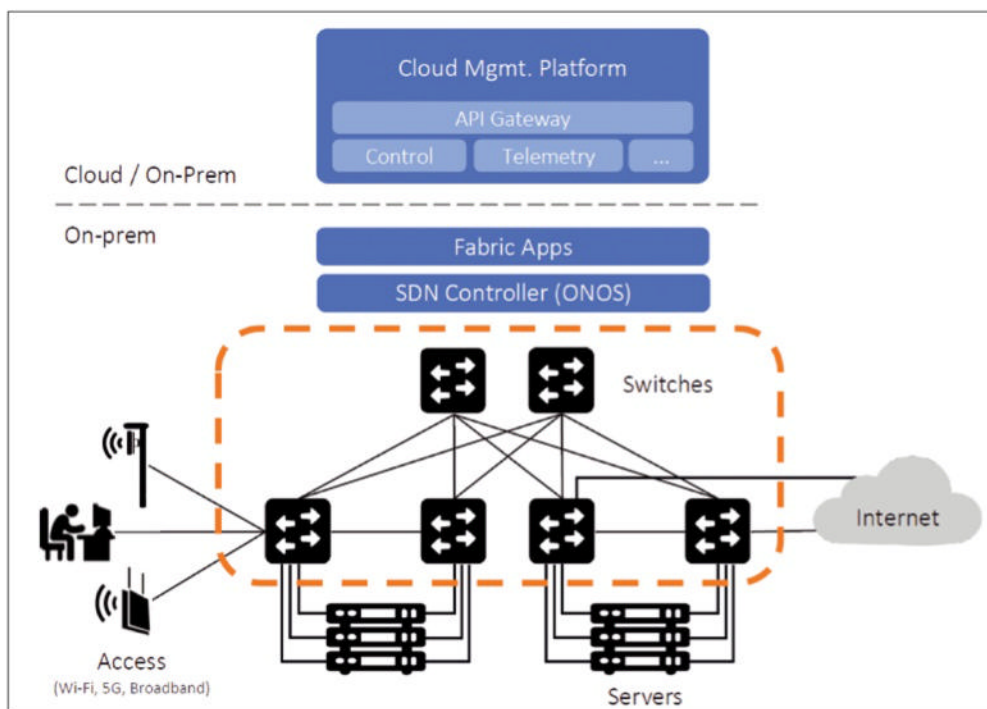 Cloud Mgmt. Platform
API Gateway
Control
Telemetry
...
Cloud / On-Prem
On-prem
Fabric Apps
SDN Controller (ONOS)
Switches
Internet
Access
(Wi-Fi, 5G, Broadband)
Servers